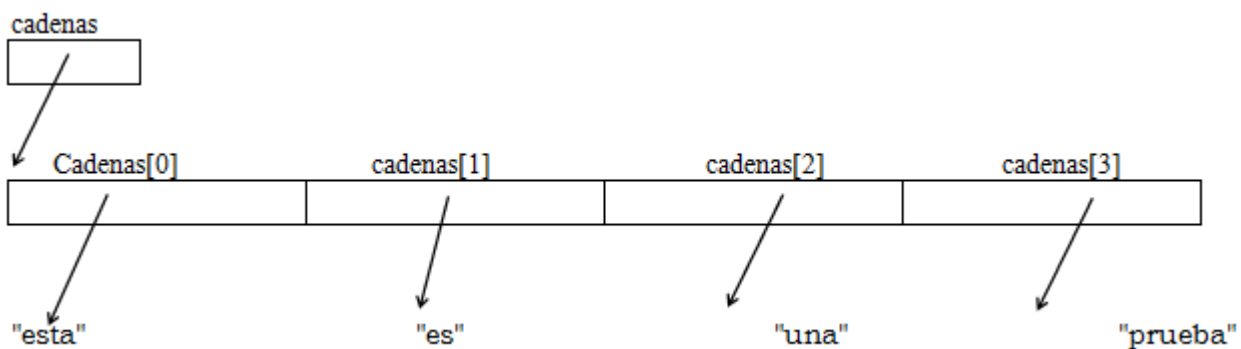 cadenas
Cadenas[0] cadenas[1] cadenas[2] cadenas[3]
"esta" "es" "una" "prueba"